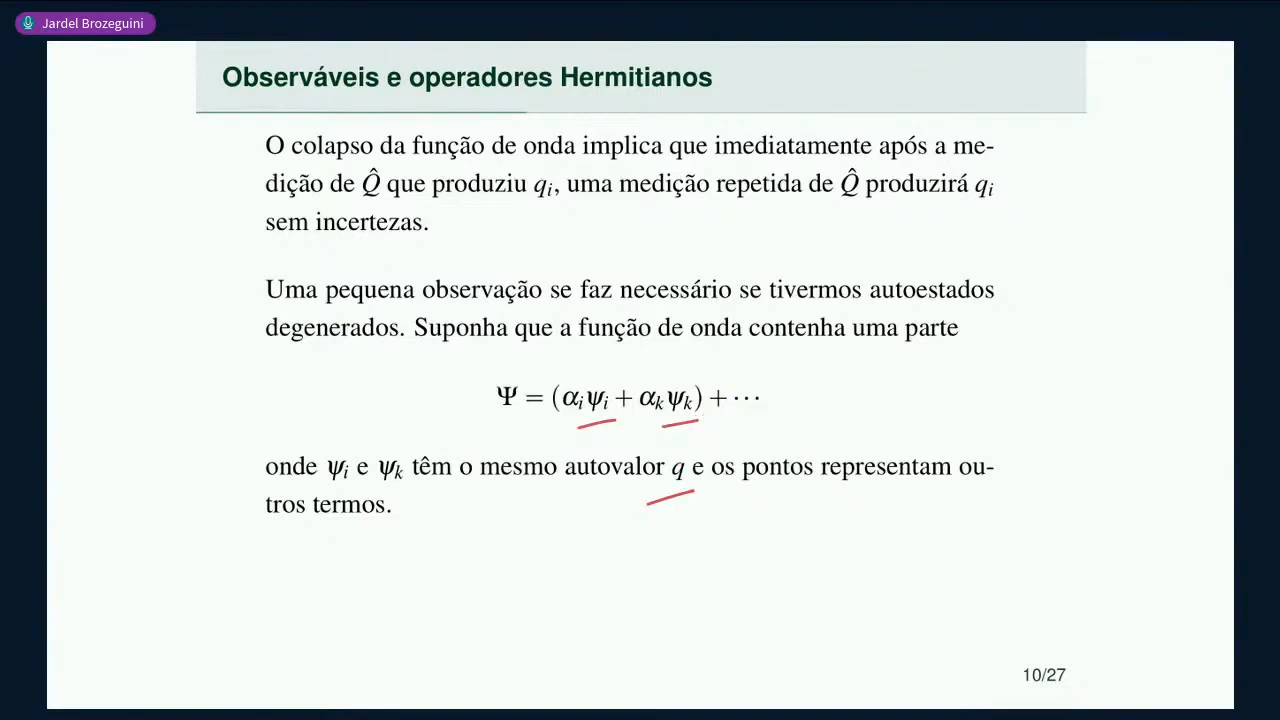 Jardel Brozeguini
Observáveis e operadores Hermitianos
O colapso da função de onda implica que imediatamente após a me-
dição de Q̂ que produziu qᵢ, uma medição repetida de Q̂ produzirá qᵢ
sem incertezas.
Uma pequena observação se faz necessário se tivermos autoestados
degenerados. Suponha que a função de onda contenha uma parte
Ψ = (αᵢψᵢ + αₖψₖ) + ⋯
onde ψᵢ e ψₖ têm o mesmo autovalor q e os pontos representam ou-
tros termos.
10/27